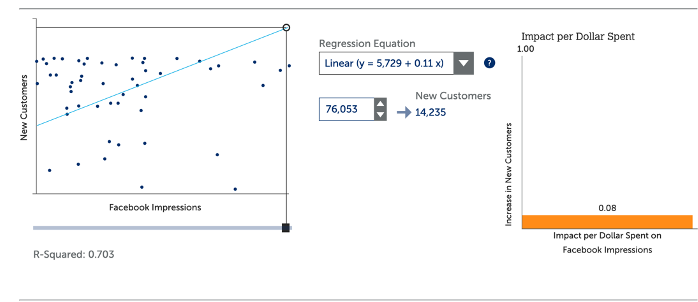 New Customers
Facebook Impressions
R-Squared: 0.703
Regression Equation
Linear (y = 5,729 + 0.11 x)
?
76,053
New Customers
14,235
Impact per Dollar Spent
1.00
Increase in New Customers
0.08
Impact per Dollar Spent on
Facebook Impressions